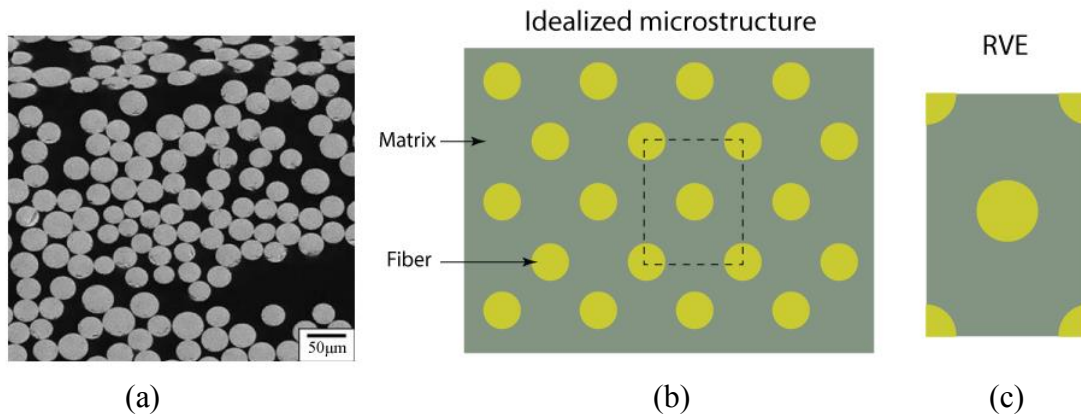 Idealized microstructure
RVE
Matrix
Fiber
50μm
(a)
(b)
(c)